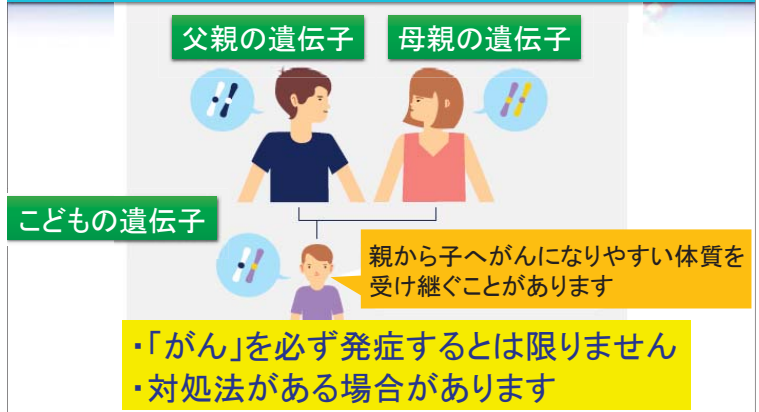 父親の遺伝子
母親の遺伝子
こどもの遺伝子
親から子へがんになりやすい体質を
受け継ぐことがあります
・「がん」を必ず発症するとは限りません
・対処法がある場合があります